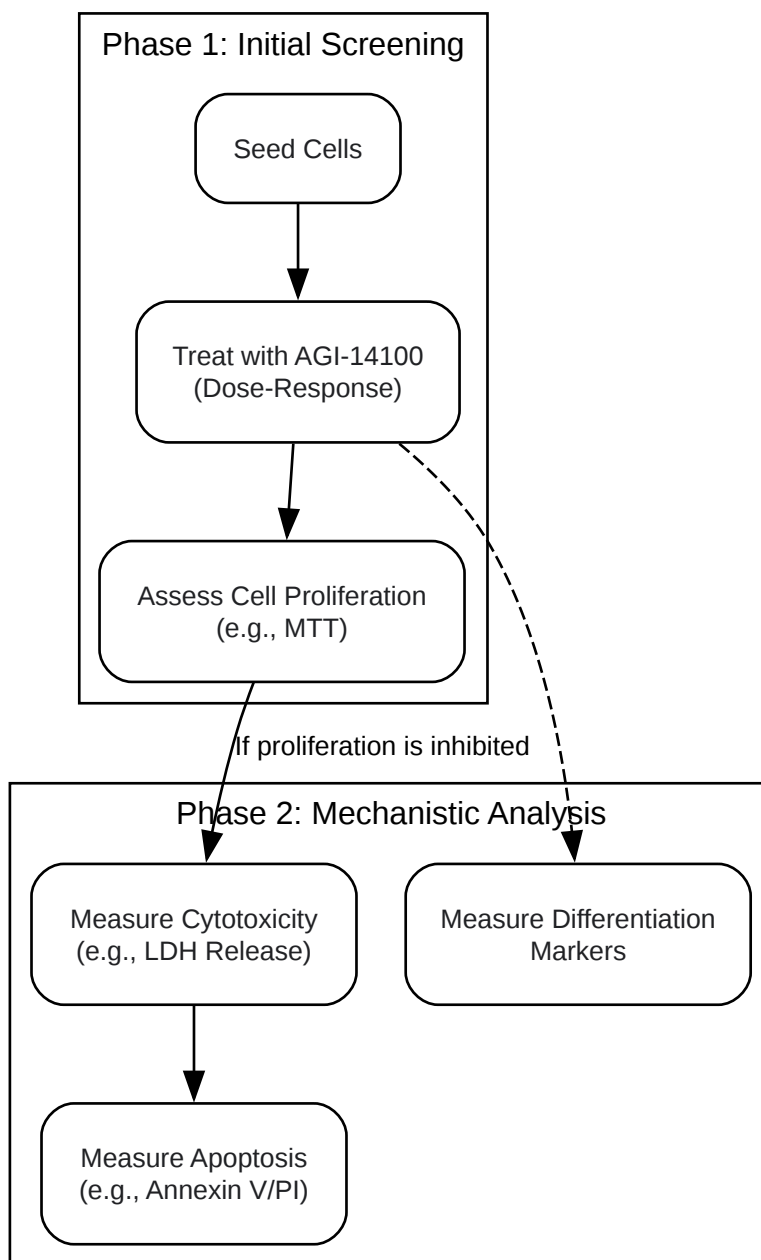 Phase 1: Initial Screening
Seed Cells
Treat with AGI-14100
(Dose-Response)
Assess Cell Proliferation
(e.g., MTT)
If proliferation is inhibited
Phase 2: Mechanistic Analysis
Measure Cytotoxicity
(e.g., LDH Release)
Measure Differentiation
Markers
Measure Apoptosis
(e.g., Annexin V/PI)